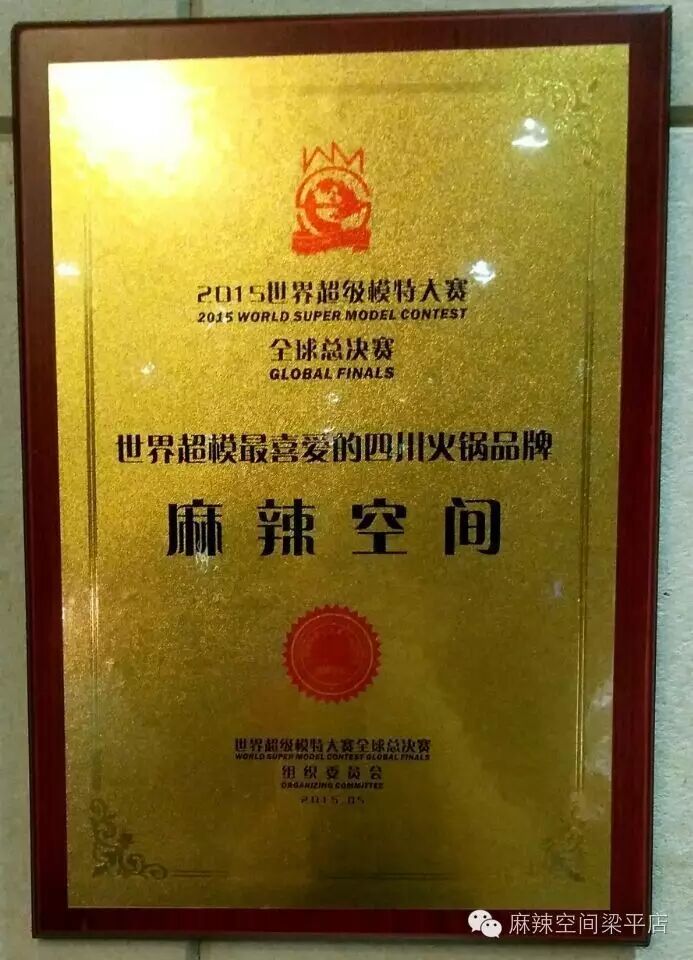 2015世界超级模特大赛
2015 WORLD SUPER MODEL CONTEST
全球总决赛
GLOBAL FINALS
世界超模最喜爱的四川火锅品牌
麻辣空间
世界超级模特大赛全球总决赛
WORLD SUPER MODEL CONTEST GLOBAL FINALS
组织委员会
ORGANIZING COMMITTEE
2015.05
麻辣空间梁平店